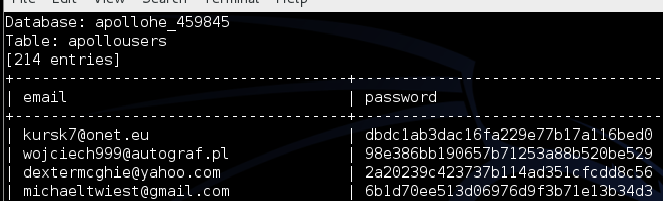 Database: apollohe_459845
Table: apollousers
[214 entries]
| email | password
| kursk7@onet.eu | dbdc1ab3dac16fa229e77b17a116bed0
| wojciech999@autograf.pl | 98e386bb190657b71253a88b520be529
| dextermcghie@yahoo.com | 2a20239c423737b114ad351cfcdd8c56
| michaeltwiest@gmail.com | 6b1d70ee513d06976d9f3b71e13b34d3